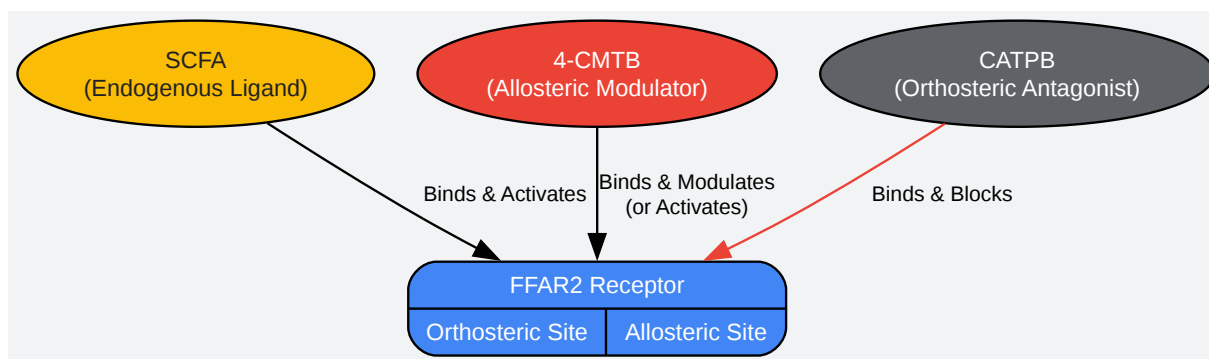 SCFA
(Endogenous Ligand)
4-CMTB
(Allosteric Modulator)
CATPB
(Orthosteric Antagonist)
Binds & Activates
Binds & Modulates
(or Activates)
Binds & Blocks
FFAR2 Receptor
Orthosteric Site
Allosteric Site